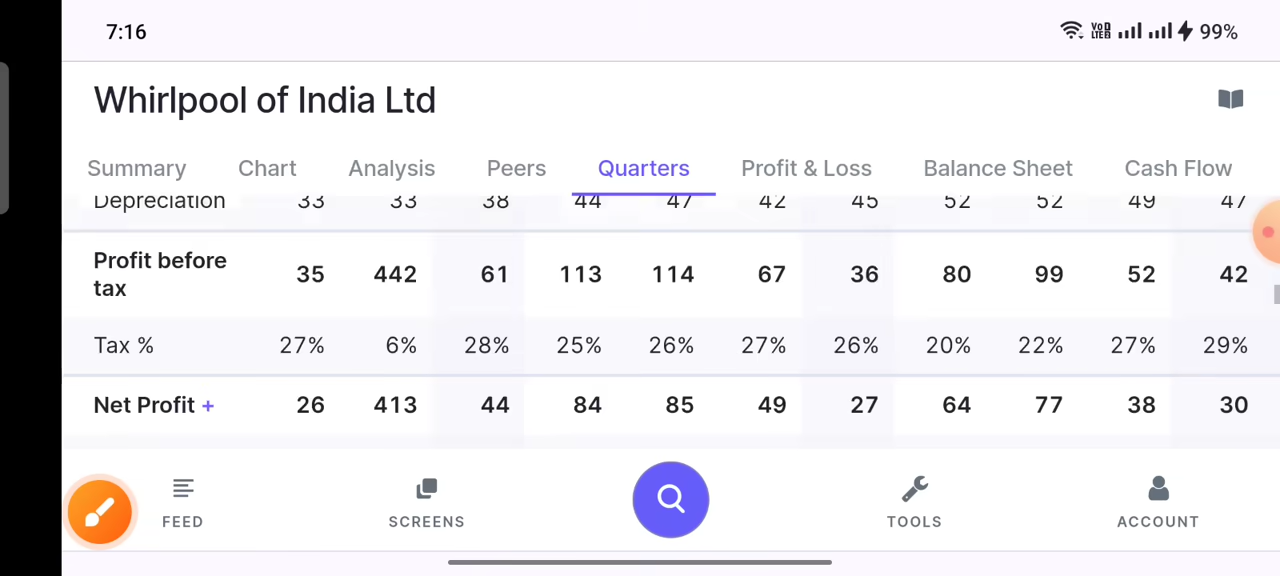 7:16 VoD LTEB 99%
Whirlpool of India Ltd
Summary Chart Analysis Peers Quarters Profit & Loss Balance Sheet Cash Flow
Depreciation 33 33 38 44 47 42 45 52 52 49 47
Profit before tax 35 442 61 113 114 67 36 80 99 52 42
Tax % 27% 6% 28% 25% 26% 27% 26% 20% 22% 27% 29%
Net Profit + 26 413 44 84 85 49 27 64 77 38 30
FEED SCREENS TOOLS ACCOUNT